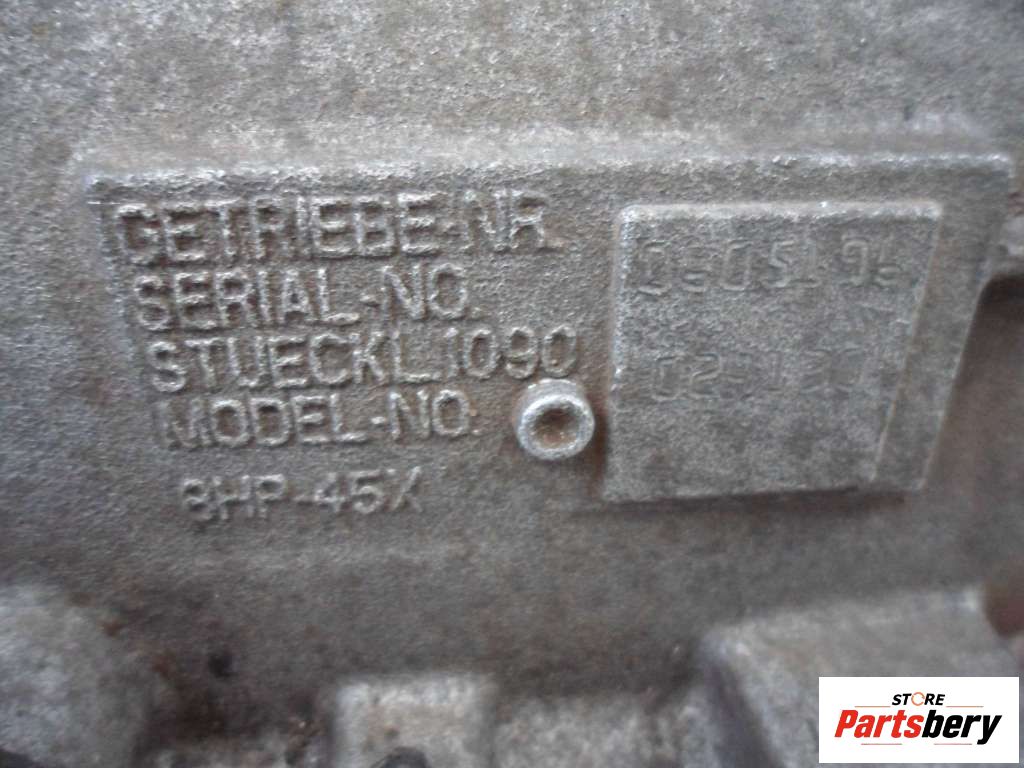 GETRIEBE-NR.
SERIAL-NO.
STUECKL.1090
MODEL-NO.
8HP-45X
STORE
Partsbery